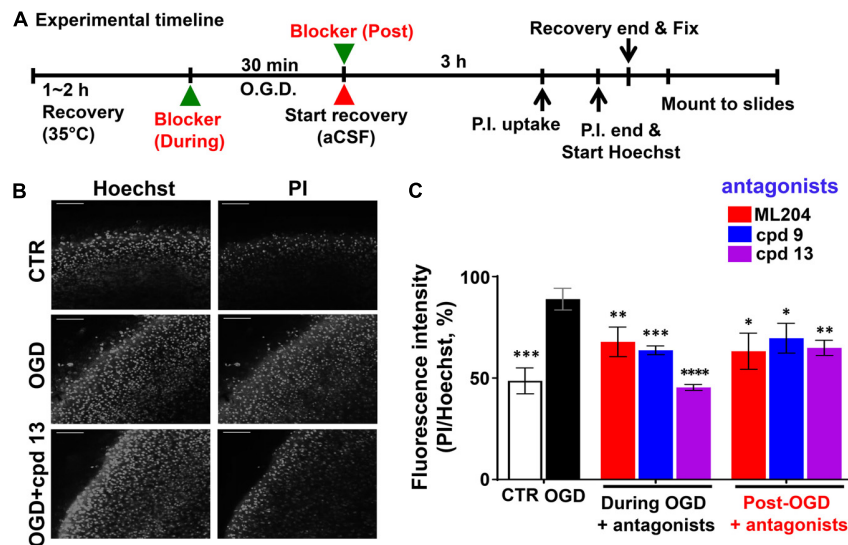 A Experimental timeline
Blocker (Post)
Recovery end & Fix
30 min
3 h
1~2 h
Recovery
(35°C)
O.G.D.
Blocker
(During)
Start recovery
(aCSF)
P.I. uptake
P.I. end &
Start Hoechst
Mount to slides
B
Hoechst
PI
CTR
OGD
OGD+cpd 13
C
antagonists
ML204
cpd 9
cpd 13
Fluorescence intensity
(PI/Hoechst, %)
100
50
0
***
**
***
****
*
*
**
CTR OGD
During OGD
+ antagonists
Post-OGD
+ antagonists